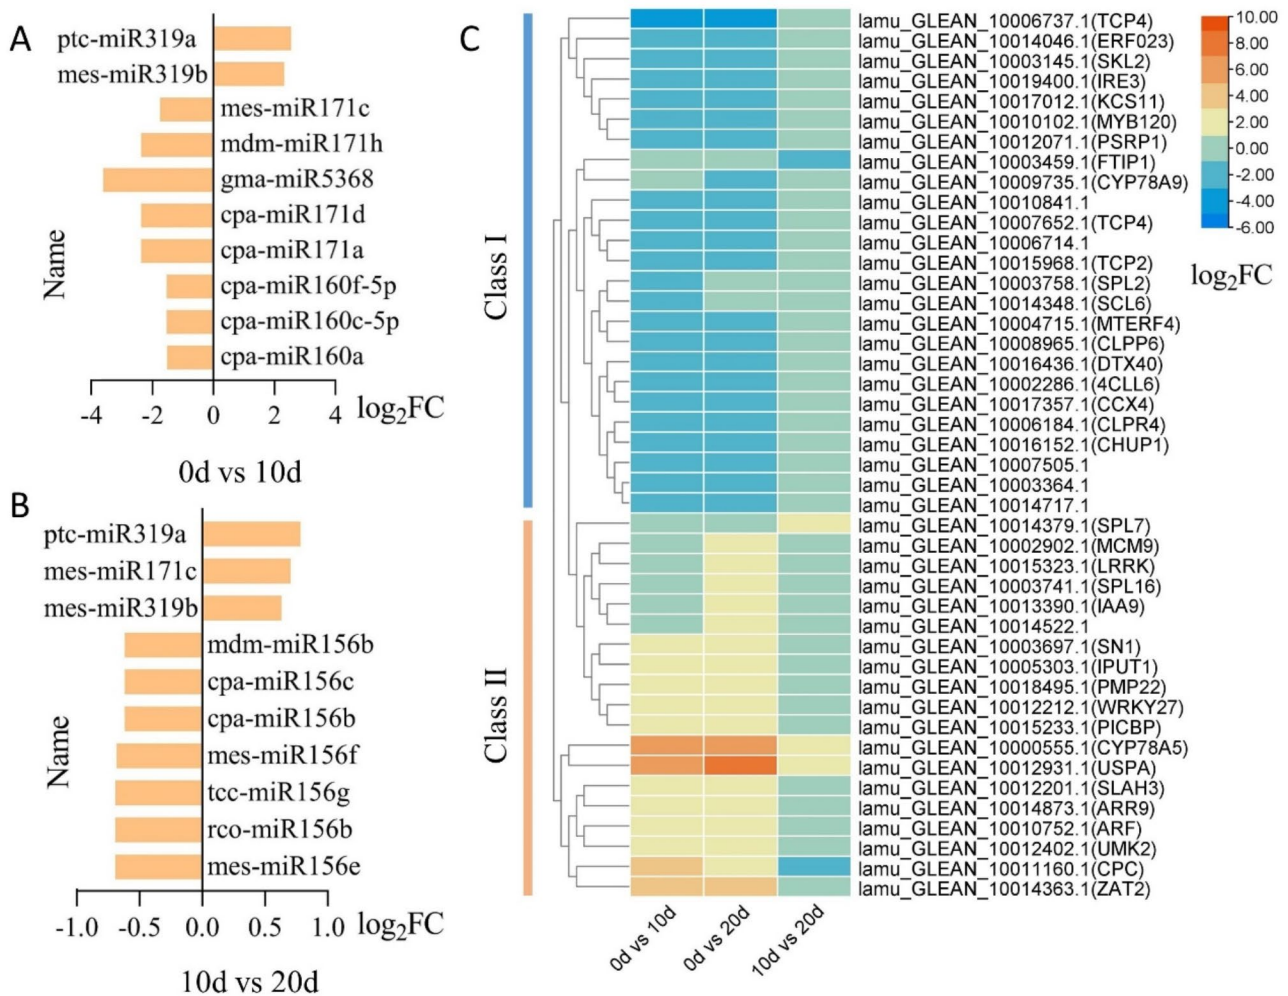 A
ptc-miR319a
mes-miR319b
mes-miR171c
mdm-miR171h
gma-miR5368
cpa-miR171d
cpa-miR171a
cpa-miR160f-5p
cpa-miR160c-5p
cpa-miR160a
Name
-4 -2 0 2 4 log2FC
0d vs 10d
B
ptc-miR319a
mes-miR171c
mes-miR319b
mdm-miR156b
cpa-miR156c
cpa-miR156b
mes-miR156f
tcc-miR156g
rco-miR156b
mes-miR156e
Name
-1.0 -0.5 0.0 0.5 1.0 log2FC
10d vs 20d
C
Class I
Class II
lamu_GLEAN_10006737.1(TCP4)
lamu_GLEAN_10014046.1(ERF023)
lamu_GLEAN_10003145.1(SKL2)
lamu_GLEAN_10019400.1(IRE3)
lamu_GLEAN_10017012.1(KCS11)
lamu_GLEAN_10010102.1(MYB120)
lamu_GLEAN_10012071.1(PSRP1)
lamu_GLEAN_10003459.1(FTIP1)
lamu_GLEAN_10009735.1(CYP78A9)
lamu_GLEAN_10010841.1
lamu_GLEAN_10007652.1(TCP4)
lamu_GLEAN_10006714.1
lamu_GLEAN_10015968.1(TCP2)
lamu_GLEAN_10003758.1(SPL2)
lamu_GLEAN_10014348.1(SCL6)
lamu_GLEAN_10004715.1(MTERF4)
lamu_GLEAN_10008965.1(CLPP6)
lamu_GLEAN_10016436.1(DTX40)
lamu_GLEAN_10002286.1(4CLL6)
lamu_GLEAN_10017357.1(CCX4)
lamu_GLEAN_10006184.1(CLPR4)
lamu_GLEAN_10016152.1(CHUP1)
lamu_GLEAN_10007505.1
lamu_GLEAN_10003364.1
lamu_GLEAN_10014717.1
lamu_GLEAN_10014379.1(SPL7)
lamu_GLEAN_10002902.1(MCM9)
lamu_GLEAN_10015323.1(LRRK)
lamu_GLEAN_10003741.1(SPL16)
lamu_GLEAN_10013390.1(IAA9)
lamu_GLEAN_10014522.1
lamu_GLEAN_10003697.1(SN1)
lamu_GLEAN_10005303.1(IPUT1)
lamu_GLEAN_10018495.1(PMP22)
lamu_GLEAN_10012212.1(WRKY27)
lamu_GLEAN_10015233.1(PICBP)
lamu_GLEAN_10000555.1(CYP78A5)
lamu_GLEAN_10012931.1(USPA)
lamu_GLEAN_10012201.1(SLAH3)
lamu_GLEAN_10014873.1(ARR9)
lamu_GLEAN_10010752.1(ARF)
lamu_GLEAN_10012402.1(UMK2)
lamu_GLEAN_10011160.1(CPC)
lamu_GLEAN_10014363.1(ZAT2)
0d vs 10d
0d vs 20d
10d vs 20d
10.00
8.00
6.00
4.00
2.00
0.00
-2.00
-4.00
-6.00
log2FC